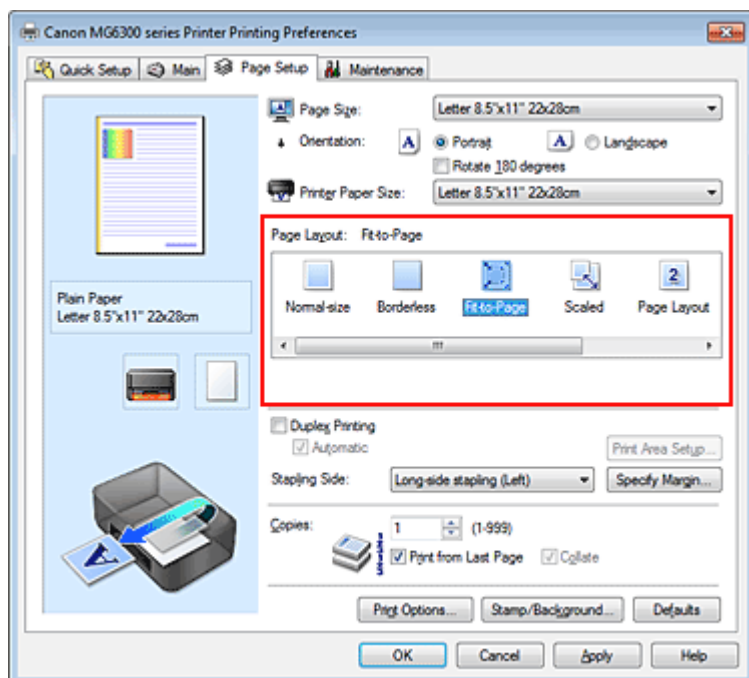 Canon MG6300 series Printer Printing Preferences
Quick Setup Main Page Setup Maintenance
Page Size: Letter 8.5"x11" 22x28cm
Orientation: A Portrait A Landscape
Rotate 180 degrees
Printer Paper Size: Letter 8.5"x11" 22x28cm
Page Layout: Fit-to-Page
2
Normal-size Borderless Fit-to-Page Scaled Page Layout
Plain Paper
Letter 8.5"x11" 22x28cm
Duplex Printing
Automatic Print Area Setup...
Stapling Side: Long-side stapling (Left) Specify Margin...
Copies: 1 (1-999)
Print from Last Page Collate
A
Print Options... Stamp/Background... Defaults
OK Cancel Apply Help